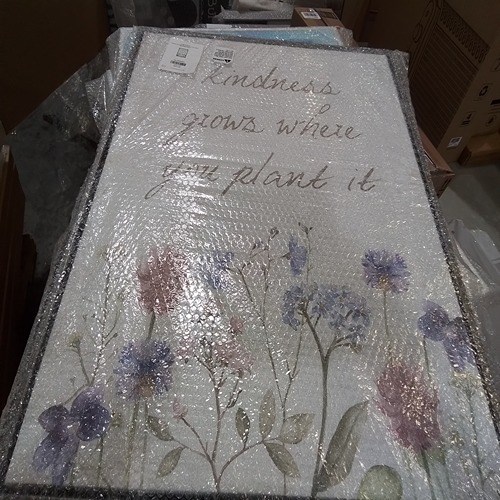 kindness
grows where
you plant it